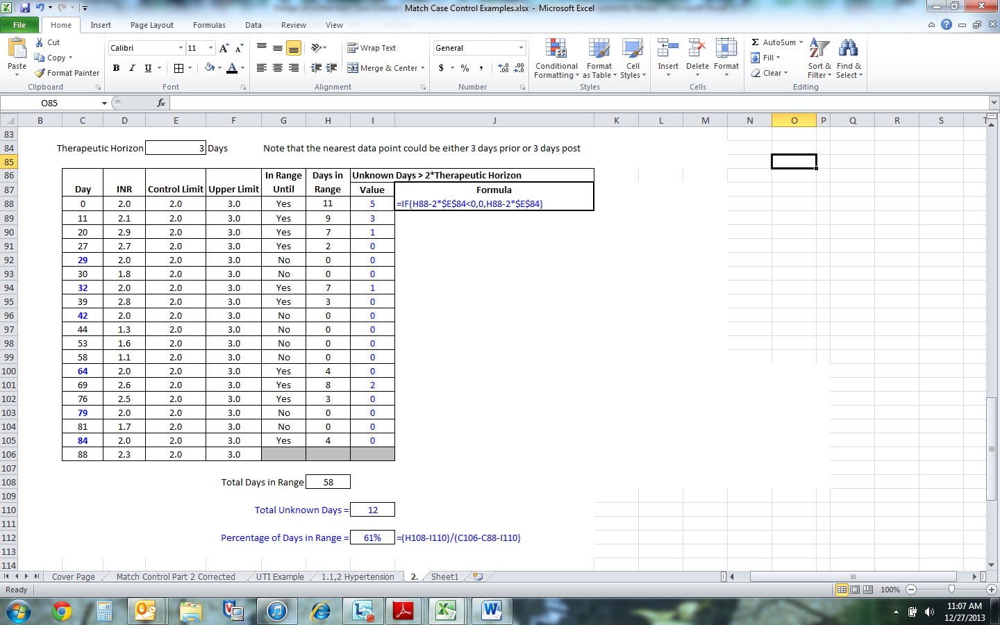 Match Case Control Examples.xlsx - Microsoft Excel
File Home Insert Page Layout Formulas Data Review View
Paste Cut Copy Format Painter
Calibri 11 B I U
Wrap Text Merge & Center
General $ % ,
Conditional Formatting Format as Table Cell Styles
Insert Delete Format
AutoSum Fill Clear Sort & Filter Find & Select
Clipboard Font Alignment Number Styles Cells Editing
O85 fx
B C D E F G H I J K L M N O P Q R S T
83
84 Therapeutic Horizon 3 Days Note that the nearest data point could be either 3 days prior or 3 days post
85
86 In Range Days in Unknown Days > 2*Therapeutic Horizon
87 Day INR Control Limit Upper Limit Until Range Value Formula
88 0 2.0 2.0 3.0 Yes 11 5 =IF(H88-2*$E$84<0,0,H88-2*$E$84)
89 11 2.1 2.0 3.0 Yes 9 3
90 20 2.9 2.0 3.0 Yes 7 1
91 27 2.7 2.0 3.0 Yes 2 0
92 29 2.0 2.0 3.0 No 0 0
93 30 1.8 2.0 3.0 No 0 0
94 32 2.0 2.0 3.0 Yes 7 1
95 39 2.8 2.0 3.0 Yes 3 0
96 42 2.0 2.0 3.0 No 0 0
97 44 1.3 2.0 3.0 No 0 0
98 53 1.6 2.0 3.0 No 0 0
99 58 1.1 2.0 3.0 No 0 0
100 64 2.0 2.0 3.0 Yes 4 0
101 69 2.6 2.0 3.0 Yes 8 2
102 76 2.5 2.0 3.0 Yes 3 0
103 79 2.0 2.0 3.0 No 0 0
104 81 1.7 2.0 3.0 No 0 0
105 84 2.0 2.0 3.0 Yes 4 0
106 88 2.3 2.0 3.0
107
108 Total Days in Range 58
109
110 Total Unknown Days = 12
111
112 Percentage of Days in Range = 61% =(H108-I110)/(C106-C88-I110)
113
114
Cover Page Match Control Part 2 Corrected UTI Example 1.1,2 Hypertension 2. Sheet1
Ready 100%
11:07 AM
12/27/2013